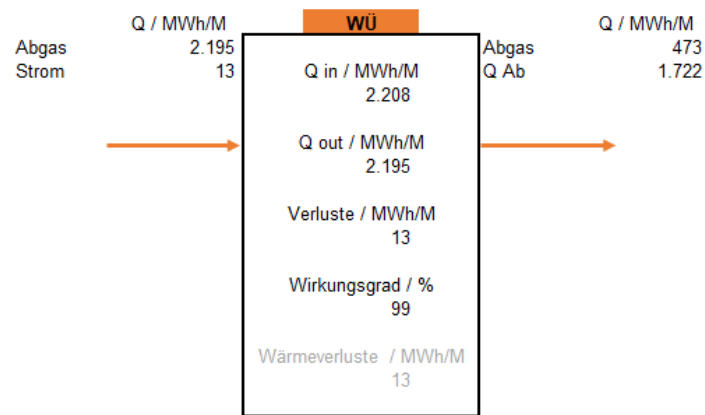 Q / MWh/M
Abgas 2.195
Strom 13
WÜ
Q in / MWh/M
2.208
Q out / MWh/M
2.195
Verluste / MWh/M
13
Wirkungsgrad / %
99
Wärmeverluste / MWh/M
13
Q / MWh/M
Abgas 473
Q Ab 1.722